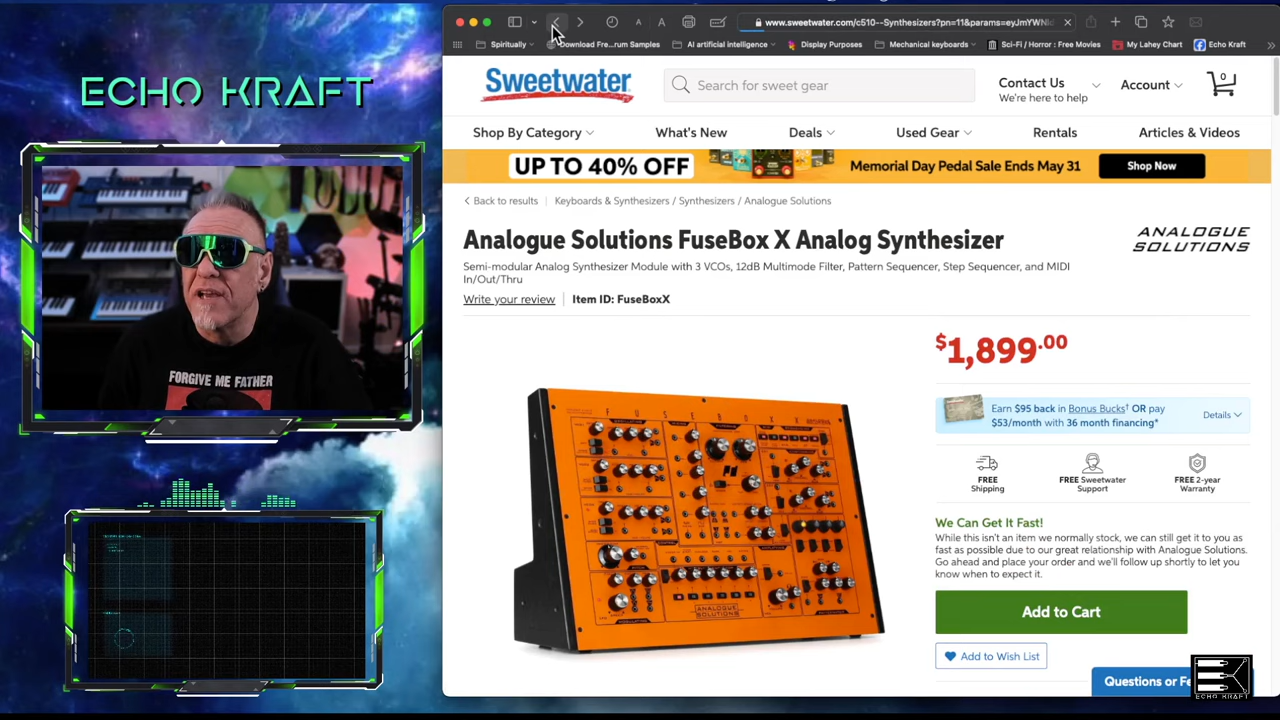 www.sweetwater.com/c510--Synthesizers?pn=11&params=eyJmYWNl
Spiritually
Download Fre...rum Samples
AI artificial intelligence
Display Purposes
Mechanical keyboards
Sci-Fi / Horror : Free Movies
My Lahey Chart
Echo Kraft
ECHO KRAFT
Sweetwater
Search for sweet gear
Contact Us
We're here to help
Account
0
Shop By Category
What's New
Deals
Used Gear
Rentals
Articles & Videos
UP TO 40% OFF
Memorial Day Pedal Sale Ends May 31
Shop Now
Back to results
Keyboards & Synthesizers / Synthesizers / Analogue Solutions
Analogue Solutions FuseBox X Analog Synthesizer
ANALOGUE
SOLUTIONS
Semi-modular Analog Synthesizer Module with 3 VCOs, 12dB Multimode Filter, Pattern Sequencer, Step Sequencer, and MIDI
In/Out/Thru
Write your review
Item ID: FuseBoxX
$1,899.00
Earn $95 back in Bonus Bucks† OR pay
$53/month with 36 month financing*
Details
FREE
Shipping
FREE Sweetwater
Support
FREE 2-year
Warranty
We Can Get It Fast!
While this isn't an item we normally stock, we can still get it to you as
fast as possible due to our great relationship with Analogue Solutions.
Go ahead and place your order and we'll follow up shortly to let you
know when to expect it.
Add to Cart
Add to Wish List
Questions or Fe
FORGIVE ME FATHER
FUSEBOX X
ANALOGUE
SOLUTIONS
ECHO KRAFT